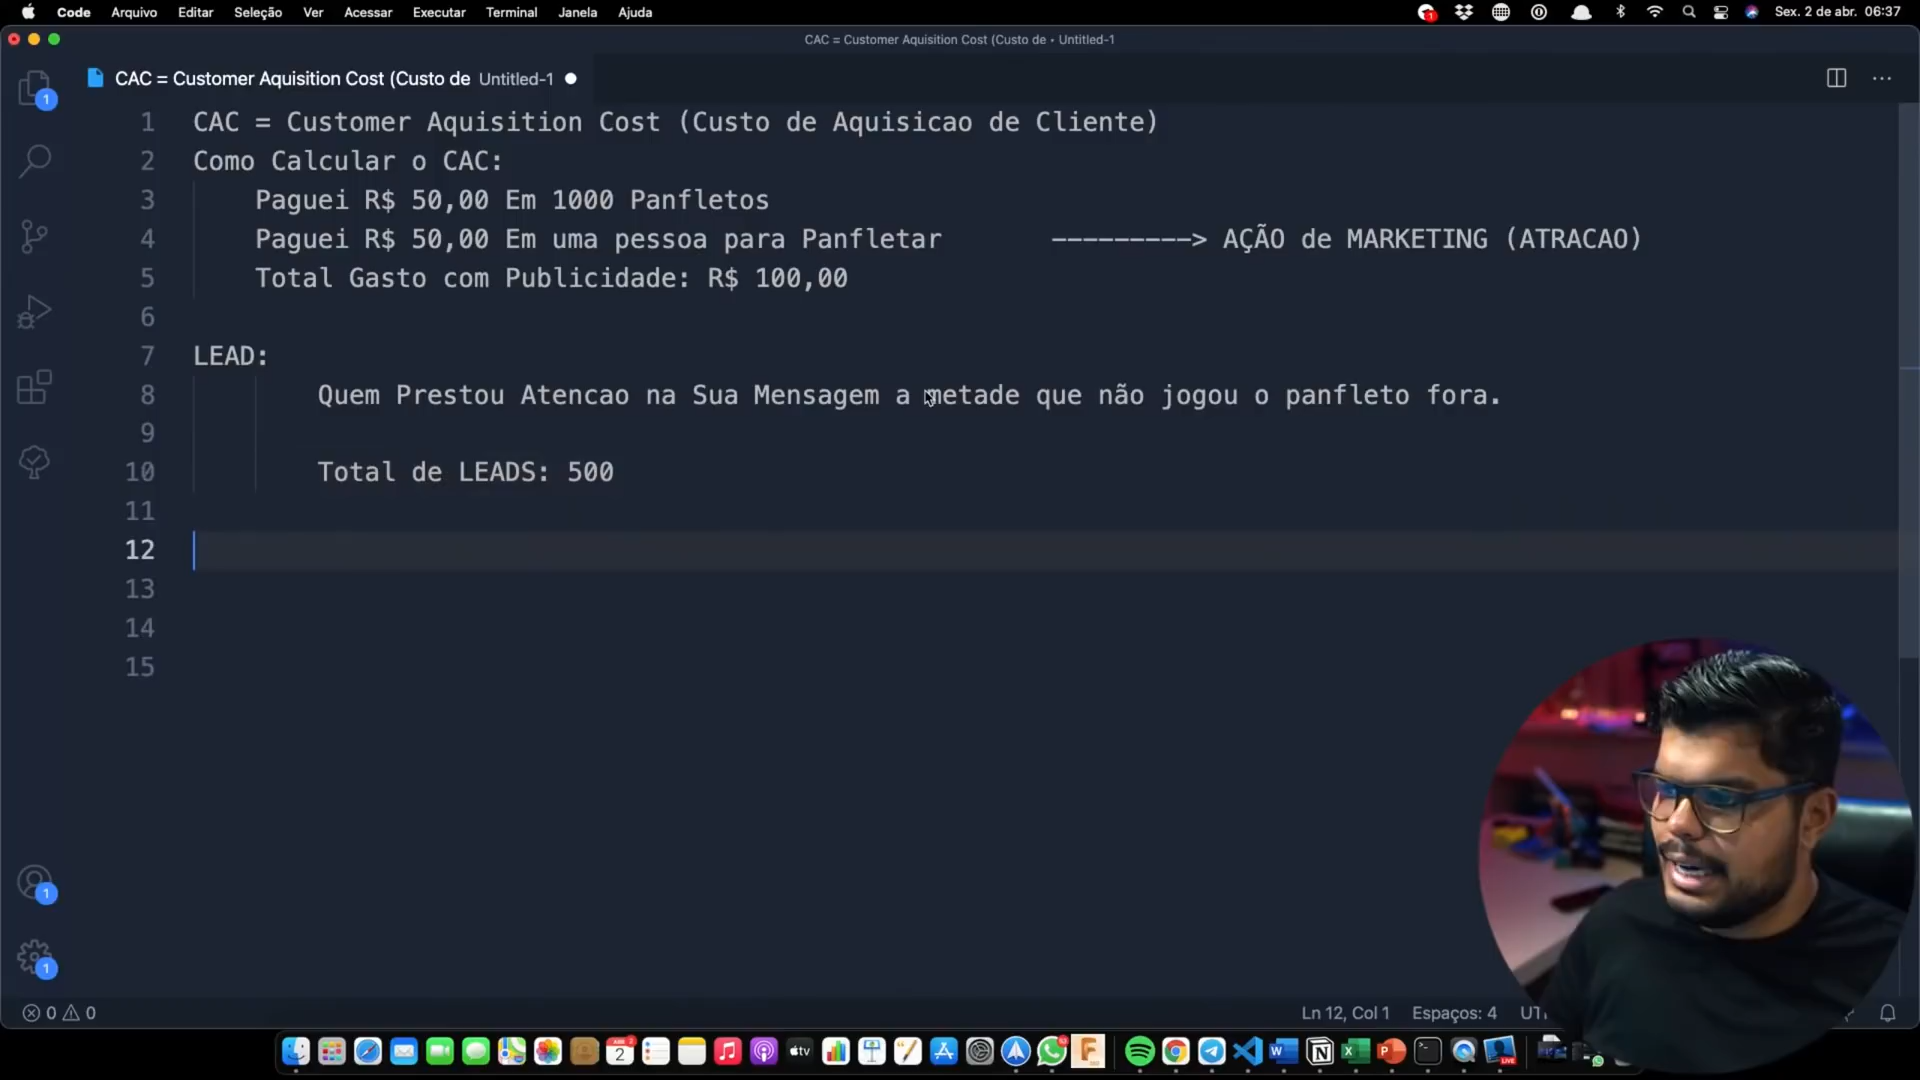 Code Arquivo Editar Seleção Ver Acessar Executar Terminal Janela Ajuda Sex. 2 de abr. 06:37
CAC = Customer Aquisition Cost (Custo de • Untitled-1
CAC = Customer Aquisition Cost (Custo de Untitled-1
1 CAC = Customer Aquisition Cost (Custo de Aquisicao de Cliente)
2 Como Calcular o CAC:
3 Paguei R$ 50,00 Em 1000 Panfletos
4 Paguei R$ 50,00 Em uma pessoa para Panfletar ---------> AÇÃO de MARKETING (ATRACAO)
5 Total Gasto com Publicidade: R$ 100,00
6
7 LEAD:
8 Quem Prestou Atencao na Sua Mensagem a metade que não jogou o panfleto fora.
9
10 Total de LEADS: 500
11
12
13
14
15
1
1
1
0 0 Ln 12, Col 1 Espaços: 4
2 tv